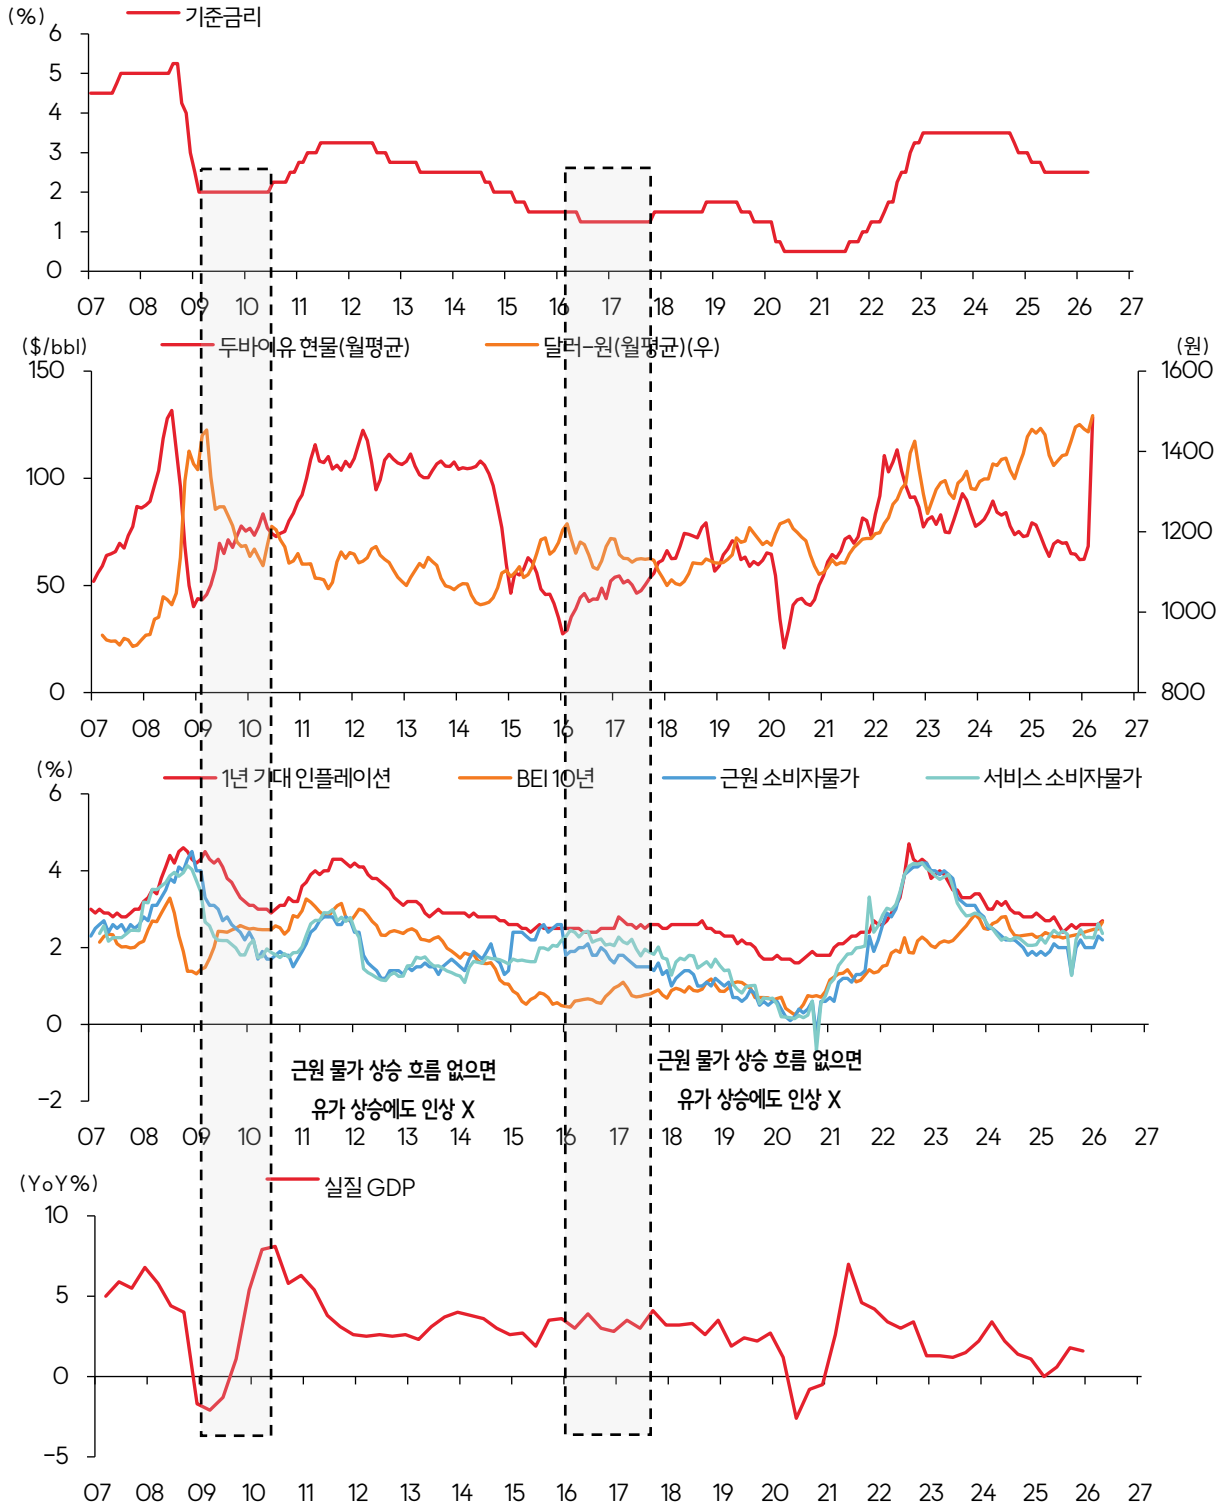 (%)
기준금리
6
5
4
3
2
1
0
07 08 09 10 11 12 13 14 15 16 17 18 19 20 21 22 23 24 25 26 27
($/bbl) 두바이유 현물(월평균) 달러-원(월평균)(우) (원)
150 1600
1400
100
1200
50
1000
0 800
07 08 09 10 11 12 13 14 15 16 17 18 19 20 21 22 23 24 25 26 27
(%) 1년 기대 인플레이션 BEI 10년 근원 소비자물가 서비스 소비자물가
6
4
2
0
근원 물가 상승 흐름 없으면 근원 물가 상승 흐름 없으면
유가 상승에도 인상 X 유가 상승에도 인상 X
-2
07 08 09 10 11 12 13 14 15 16 17 18 19 20 21 22 23 24 25 26 27
(YoY%) 실질 GDP
10
5
0
-5
07 08 09 10 11 12 13 14 15 16 17 18 19 20 21 22 23 24 25 26 27